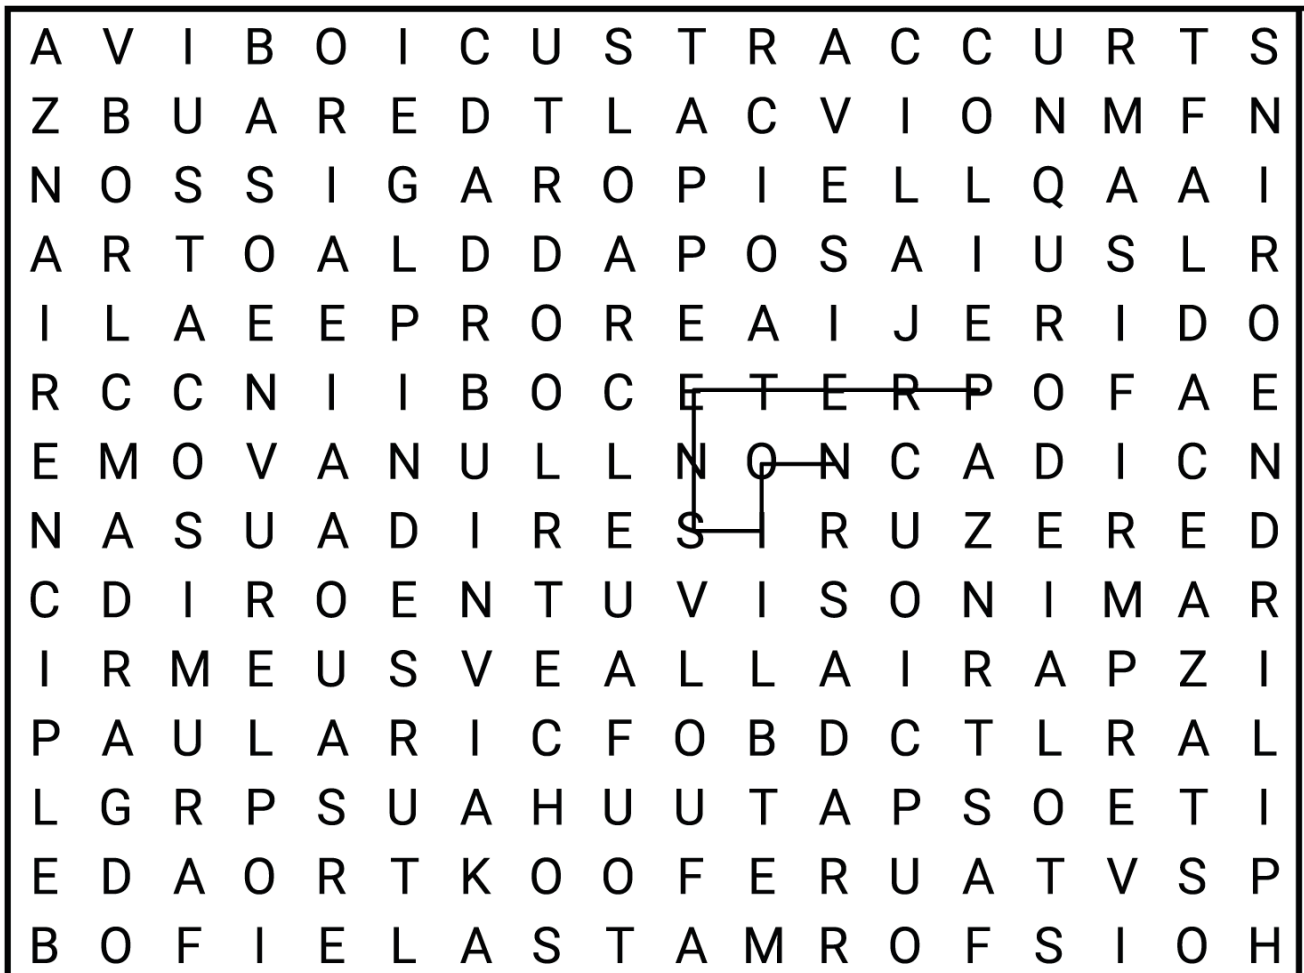 A V I B O I C U S T R A C C U R T S
Z B U A R E D T L A C V I O N M F N
N O S S I G A R O P I E L L Q A A I
A R T O A L D D A P O S A I U S L R
I L A E E P R O R E A I J E R I D O
R C C N I I B O C E T E R P O F A E
E M O V A N U L L N O N C A D I C N
N A S U A D I R E S I R U Z E R E D
C D I R O E N T U V I S O N I M A R
I R M E U S V E A L L A I R A P Z I
P A U L A R I C F O B D C T L R A L
L G R P S U A H U U T A P S O E T I
E D A O R T K O O F E R U A T V S P
B O F I E L A S T A M R O F S I O H